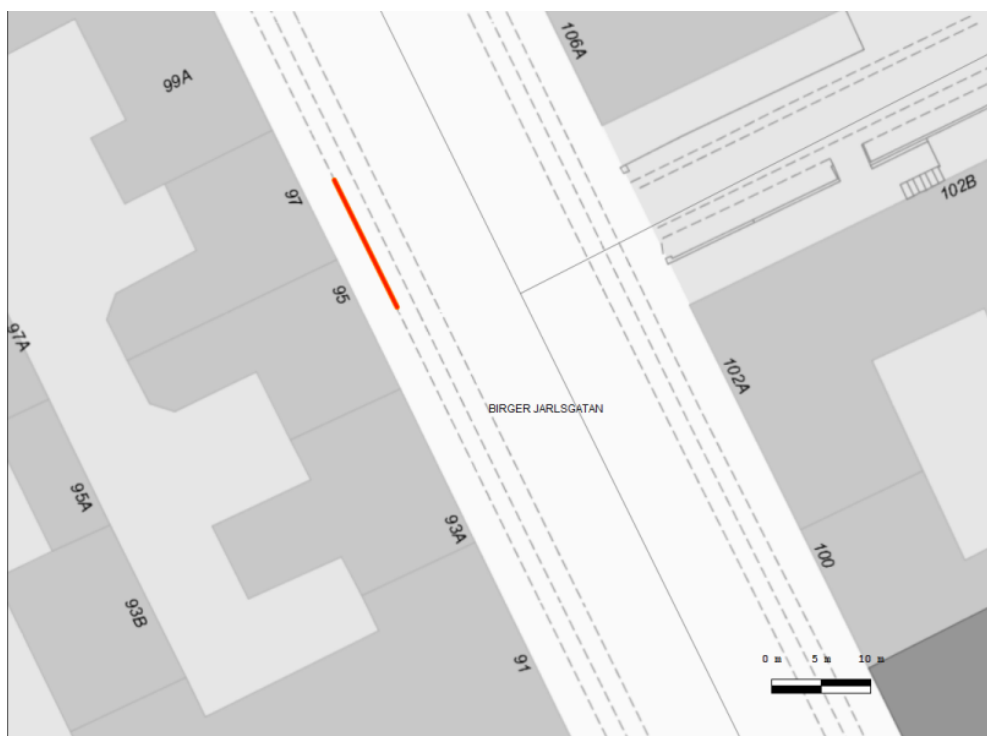 106A
99A
97
102B
95
97A
102A
BIRGER JARLSGATAN
95A
93A
100
93B
91
0 m 5 m 10 m